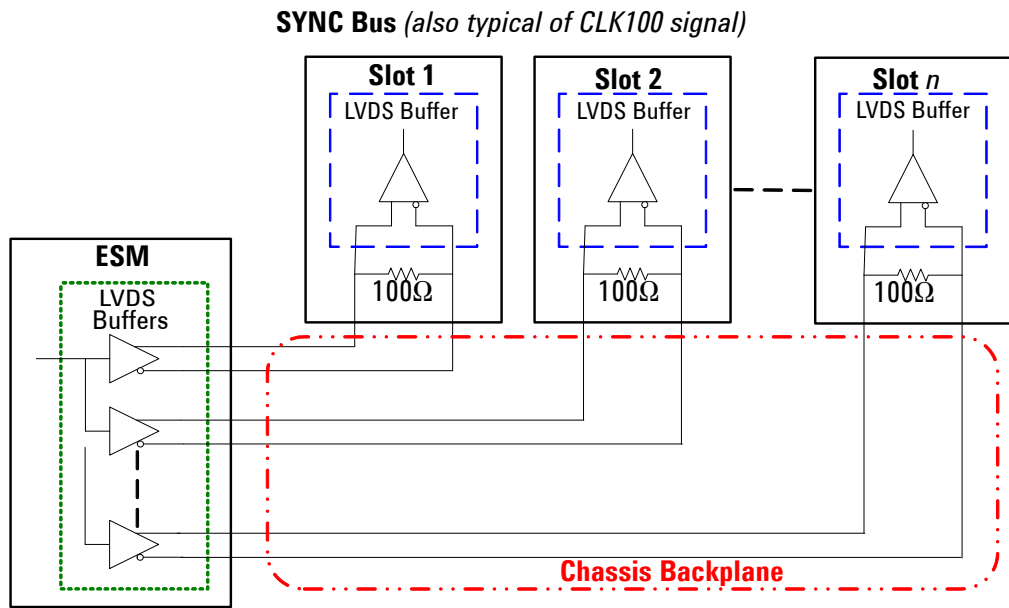 SYNC Bus (also typical of CLK100 signal)
Slot 1
Slot 2
Slot n
LVDS Buffer
LVDS Buffer
LVDS Buffer
100Ω
100Ω
100Ω
ESM
LVDS
Buffers
Chassis Backplane